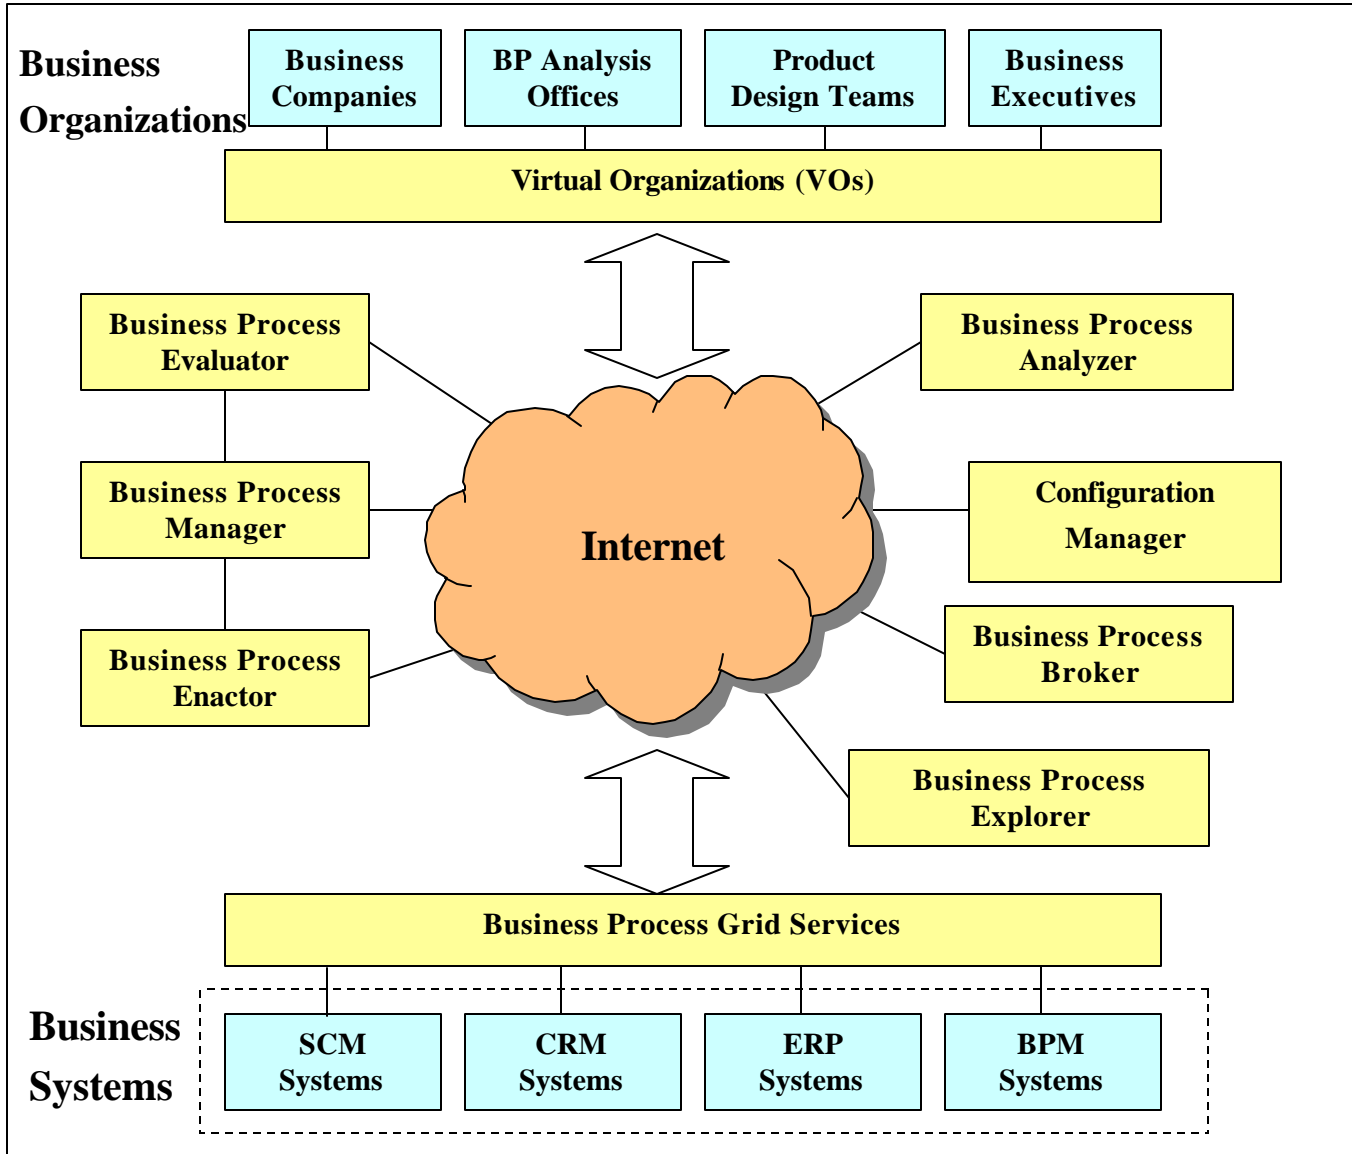 Business
Organizations
Business
Companies
BP Analysis
Offices
Product
Design Teams
Business
Executives
Virtual Organizations (VOs)
Business Process
Evaluator
Business Process
Analyzer
Business Process
Manager
Internet
Configuration
Manager
Business Process
Enactor
Business Process
Broker
Business Process
Explorer
Business Process Grid Services
Business
Systems
SCM
Systems
CRM
Systems
ERP
Systems
BPM
Systems